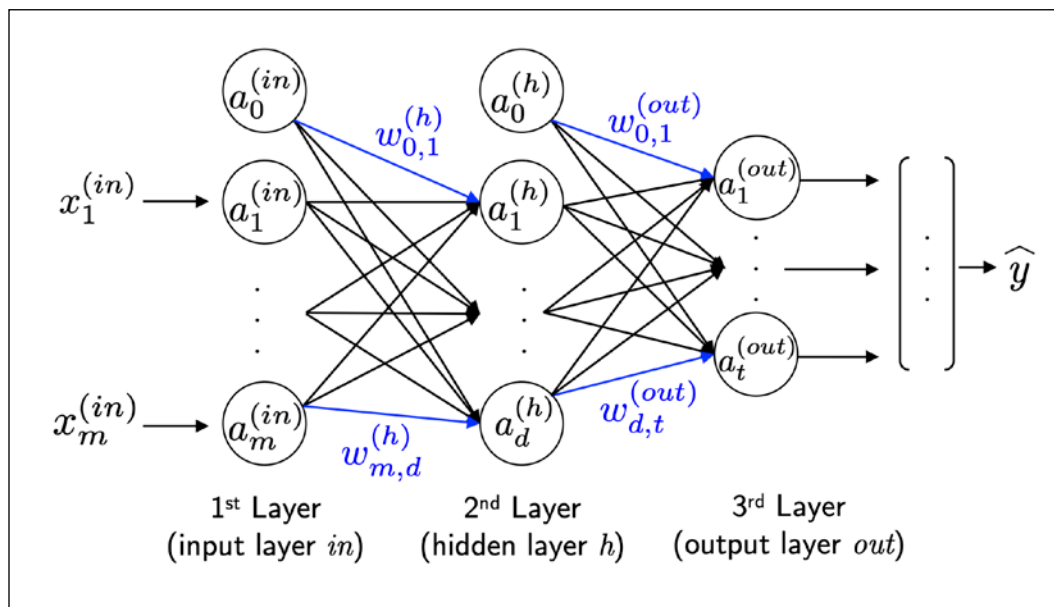 a_0^{(in)} a_0^{(h)}
w_{0,1}^{(h)} w_{0,1}^{(out)}
x_1^{(in)} a_1^{(in)} a_1^{(h)} a_1^{(out)}
ŷ
a_t^{(out)}
x_m^{(in)} a_m^{(in)} a_d^{(h)}
w_{m,d}^{(h)} w_{d,t}^{(out)}
1st Layer
(input layer in)
2nd Layer
(hidden layer h)
3rd Layer
(output layer out)